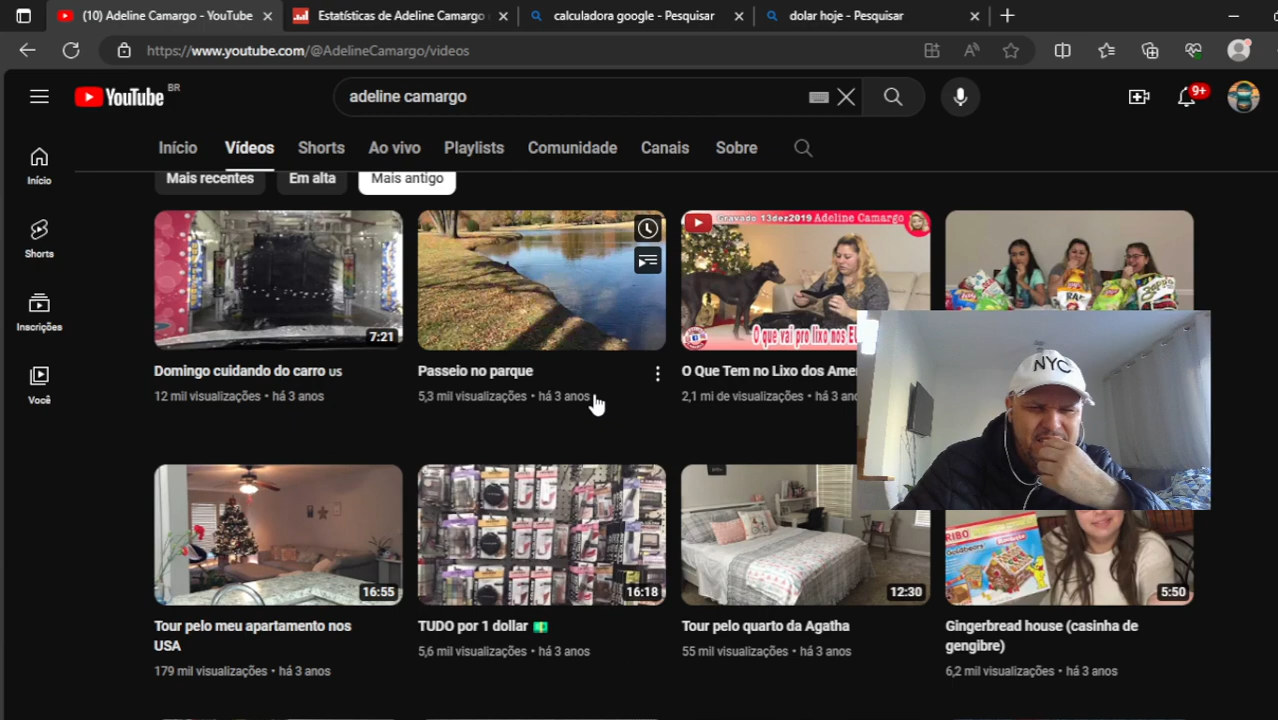 (10) Adeline Camargo - YouTube
Estatísticas de Adeline Camargo
calculadora google - Pesquisar
dolar hoje - Pesquisar
https://www.youtube.com/@AdelineCamargo/videos
YouTube BR
adeline camargo
9+
Início Vídeos Shorts Ao vivo Playlists Comunidade Canais Sobre
Mais recentes Em alta Mais antigo
Início
Shorts
Inscrições
Você
7:21
Gravado 13dez2019 Adeline Camargo
O que vai pro lixo nos
Domingo cuidando do carro us
12 mil visualizações • há 3 anos
Passeio no parque
5,3 mil visualizações • há 3 anos
O Que Tem no Lixo dos
2,1 mi de visualizações • há 3
NYC
16:55
16:18
12:30
5:50
Tour pelo meu apartamento nos
USA
179 mil visualizações • há 3 anos
TUDO por 1 dollar 💵
5,6 mil visualizações • há 3 anos
Tour pelo quarto da Agatha
55 mil visualizações • há 3 anos
Gingerbread house (casinha de
gengibre)
6,2 mil visualizações • há 3 anos